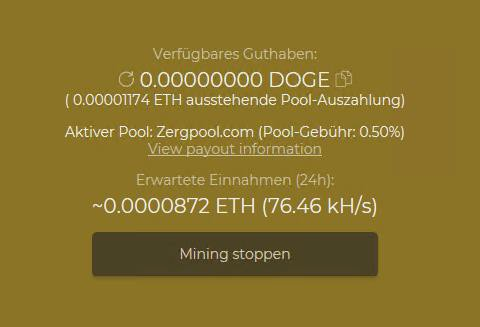 Verfügbares Guthaben:
0.00000000 DOGE
( 0.00001174 ETH ausstehende Pool-Auszahlung)
Aktiver Pool: Zergpool.com (Pool-Gebühr: 0.50%)
View payout information
Erwartete Einnahmen (24h):
~0.0000872 ETH (76.46 kH/s)
Mining stoppen